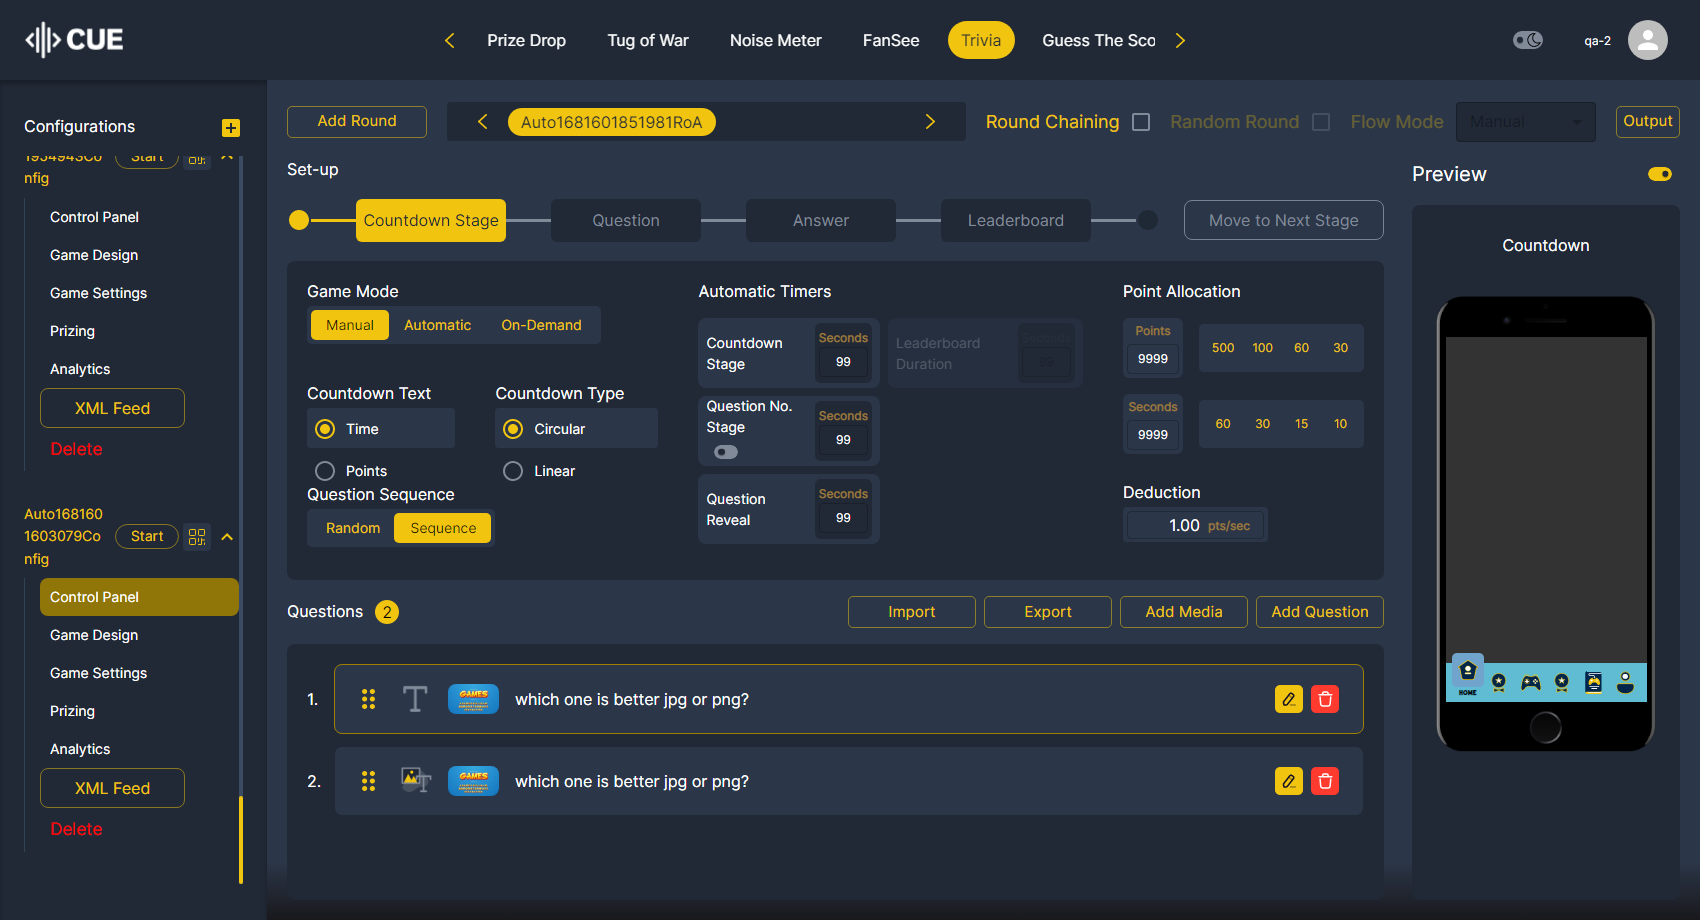 CUE
Prize Drop
Tug of War
Noise Meter
FanSee
Trivia
Guess The Sco
qa-2
Configurations
1954943Co
nfig
Start
Control Panel
Game Design
Game Settings
Prizing
Analytics
XML Feed
Delete
Auto168160
1603079Co
nfig
Start
Control Panel
Game Design
Game Settings
Prizing
Analytics
XML Feed
Delete
Add Round
Auto1681601851981RoA
Round Chaining
Random Round
Flow Mode
Manual
Output
Set-up
Countdown Stage
Question
Answer
Leaderboard
Move to Next Stage
Game Mode
Manual
Automatic
On-Demand
Countdown Text
Time
Points
Countdown Type
Circular
Linear
Question Sequence
Random
Sequence
Automatic Timers
Countdown
Stage
Seconds
99
Leaderboard
Duration
Seconds
99
Question No.
Stage
Seconds
99
Question
Reveal
Seconds
99
Point Allocation
Points
9999
500 100 60 30
Seconds
9999
60 30 15 10
Deduction
1.00 pts/sec
Questions 2
Import
Export
Add Media
Add Question
1.
GAMES
which one is better jpg or png?
2.
GAMES
which one is better jpg or png?
Preview
Countdown
HOME